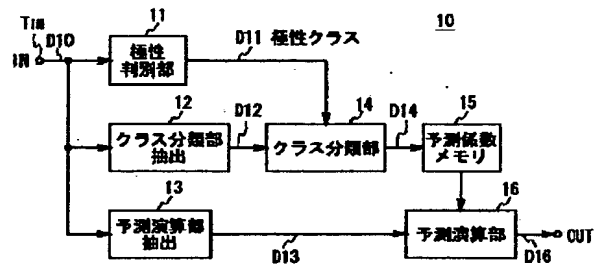 10
TIN
IN
D10
11
極性
判別部
D11 極性クラス
12
クラス分類部
抽出
D12
14
クラス分類部
D14
15
予測係数
メモリ
13
予測演算部
抽出
D13
16
予測演算部
D16
OUT